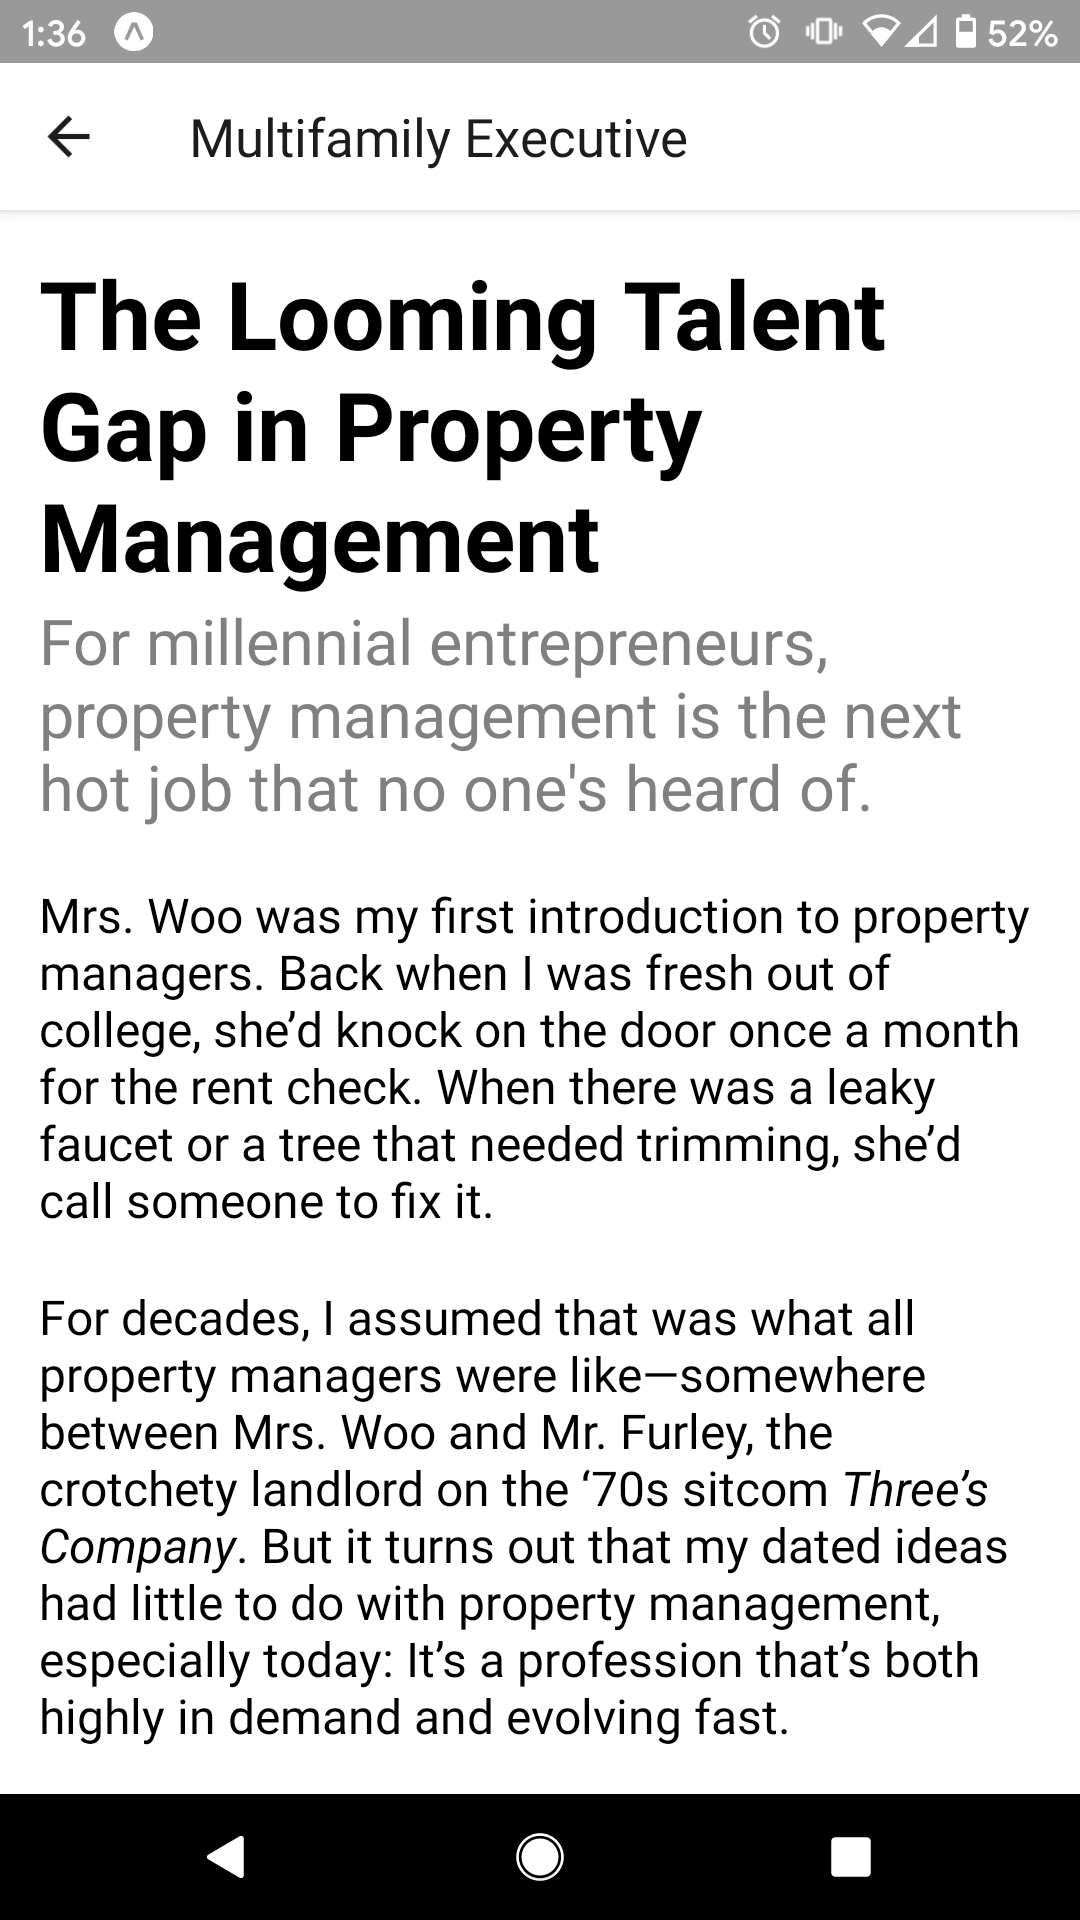 1:36
52%
Multifamily Executive
The Looming Talent
Gap in Property
Management
For millennial entrepreneurs,
property management is the next
hot job that no one's heard of.
Mrs. Woo was my first introduction to property
managers. Back when I was fresh out of
college, she’d knock on the door once a month
for the rent check. When there was a leaky
faucet or a tree that needed trimming, she’d
call someone to fix it.
For decades, I assumed that was what all
property managers were like—somewhere
between Mrs. Woo and Mr. Furley, the
crotchety landlord on the ‘70s sitcom Three’s
Company. But it turns out that my dated ideas
had little to do with property management,
especially today: It’s a profession that’s both
highly in demand and evolving fast.